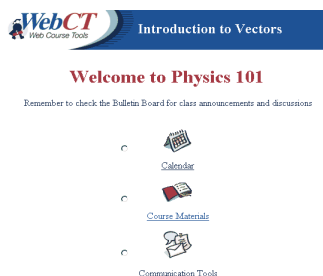 WebCT
Web Course Tools
Introduction to Vectors
Welcome to Physics 101
Remember to check the Bulletin Board for class announcements and discussions
Calendar
Course Materials
Communication Tools